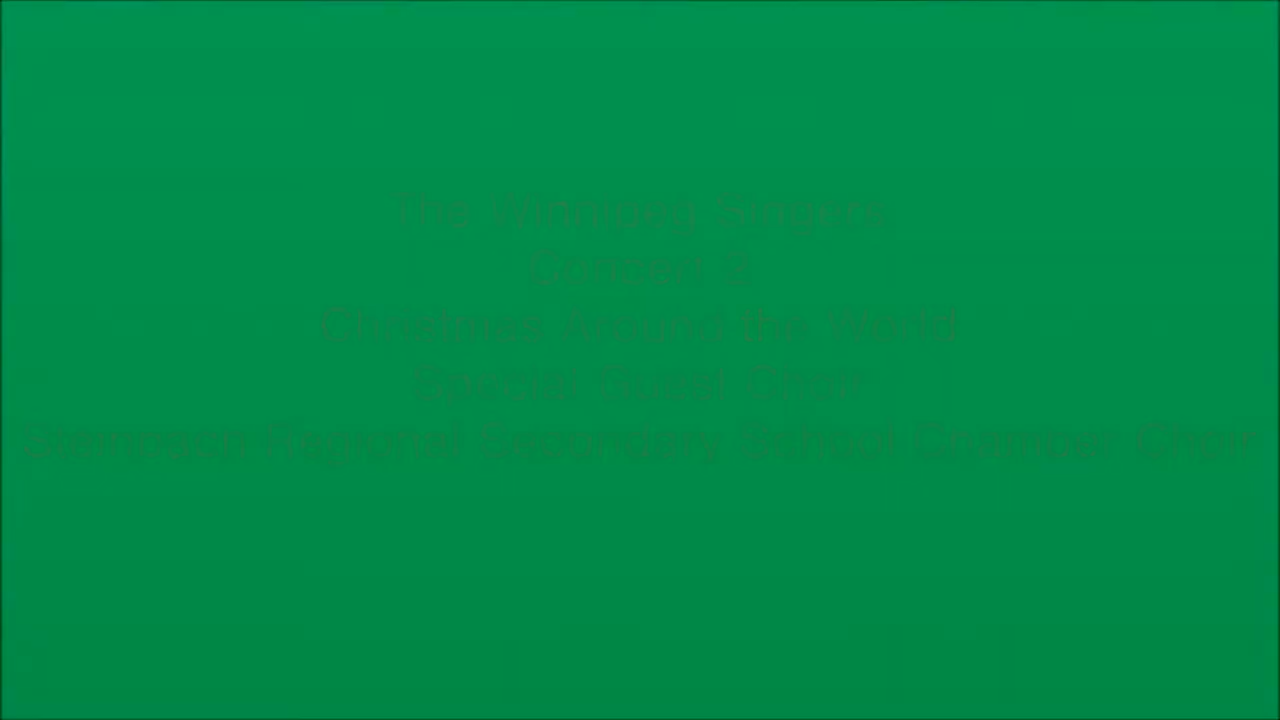 The Winnipeg Singers
Concert 2
Christmas Around the World
Special Guest Choir
Steinbach Regional Secondary School Chamber Choir